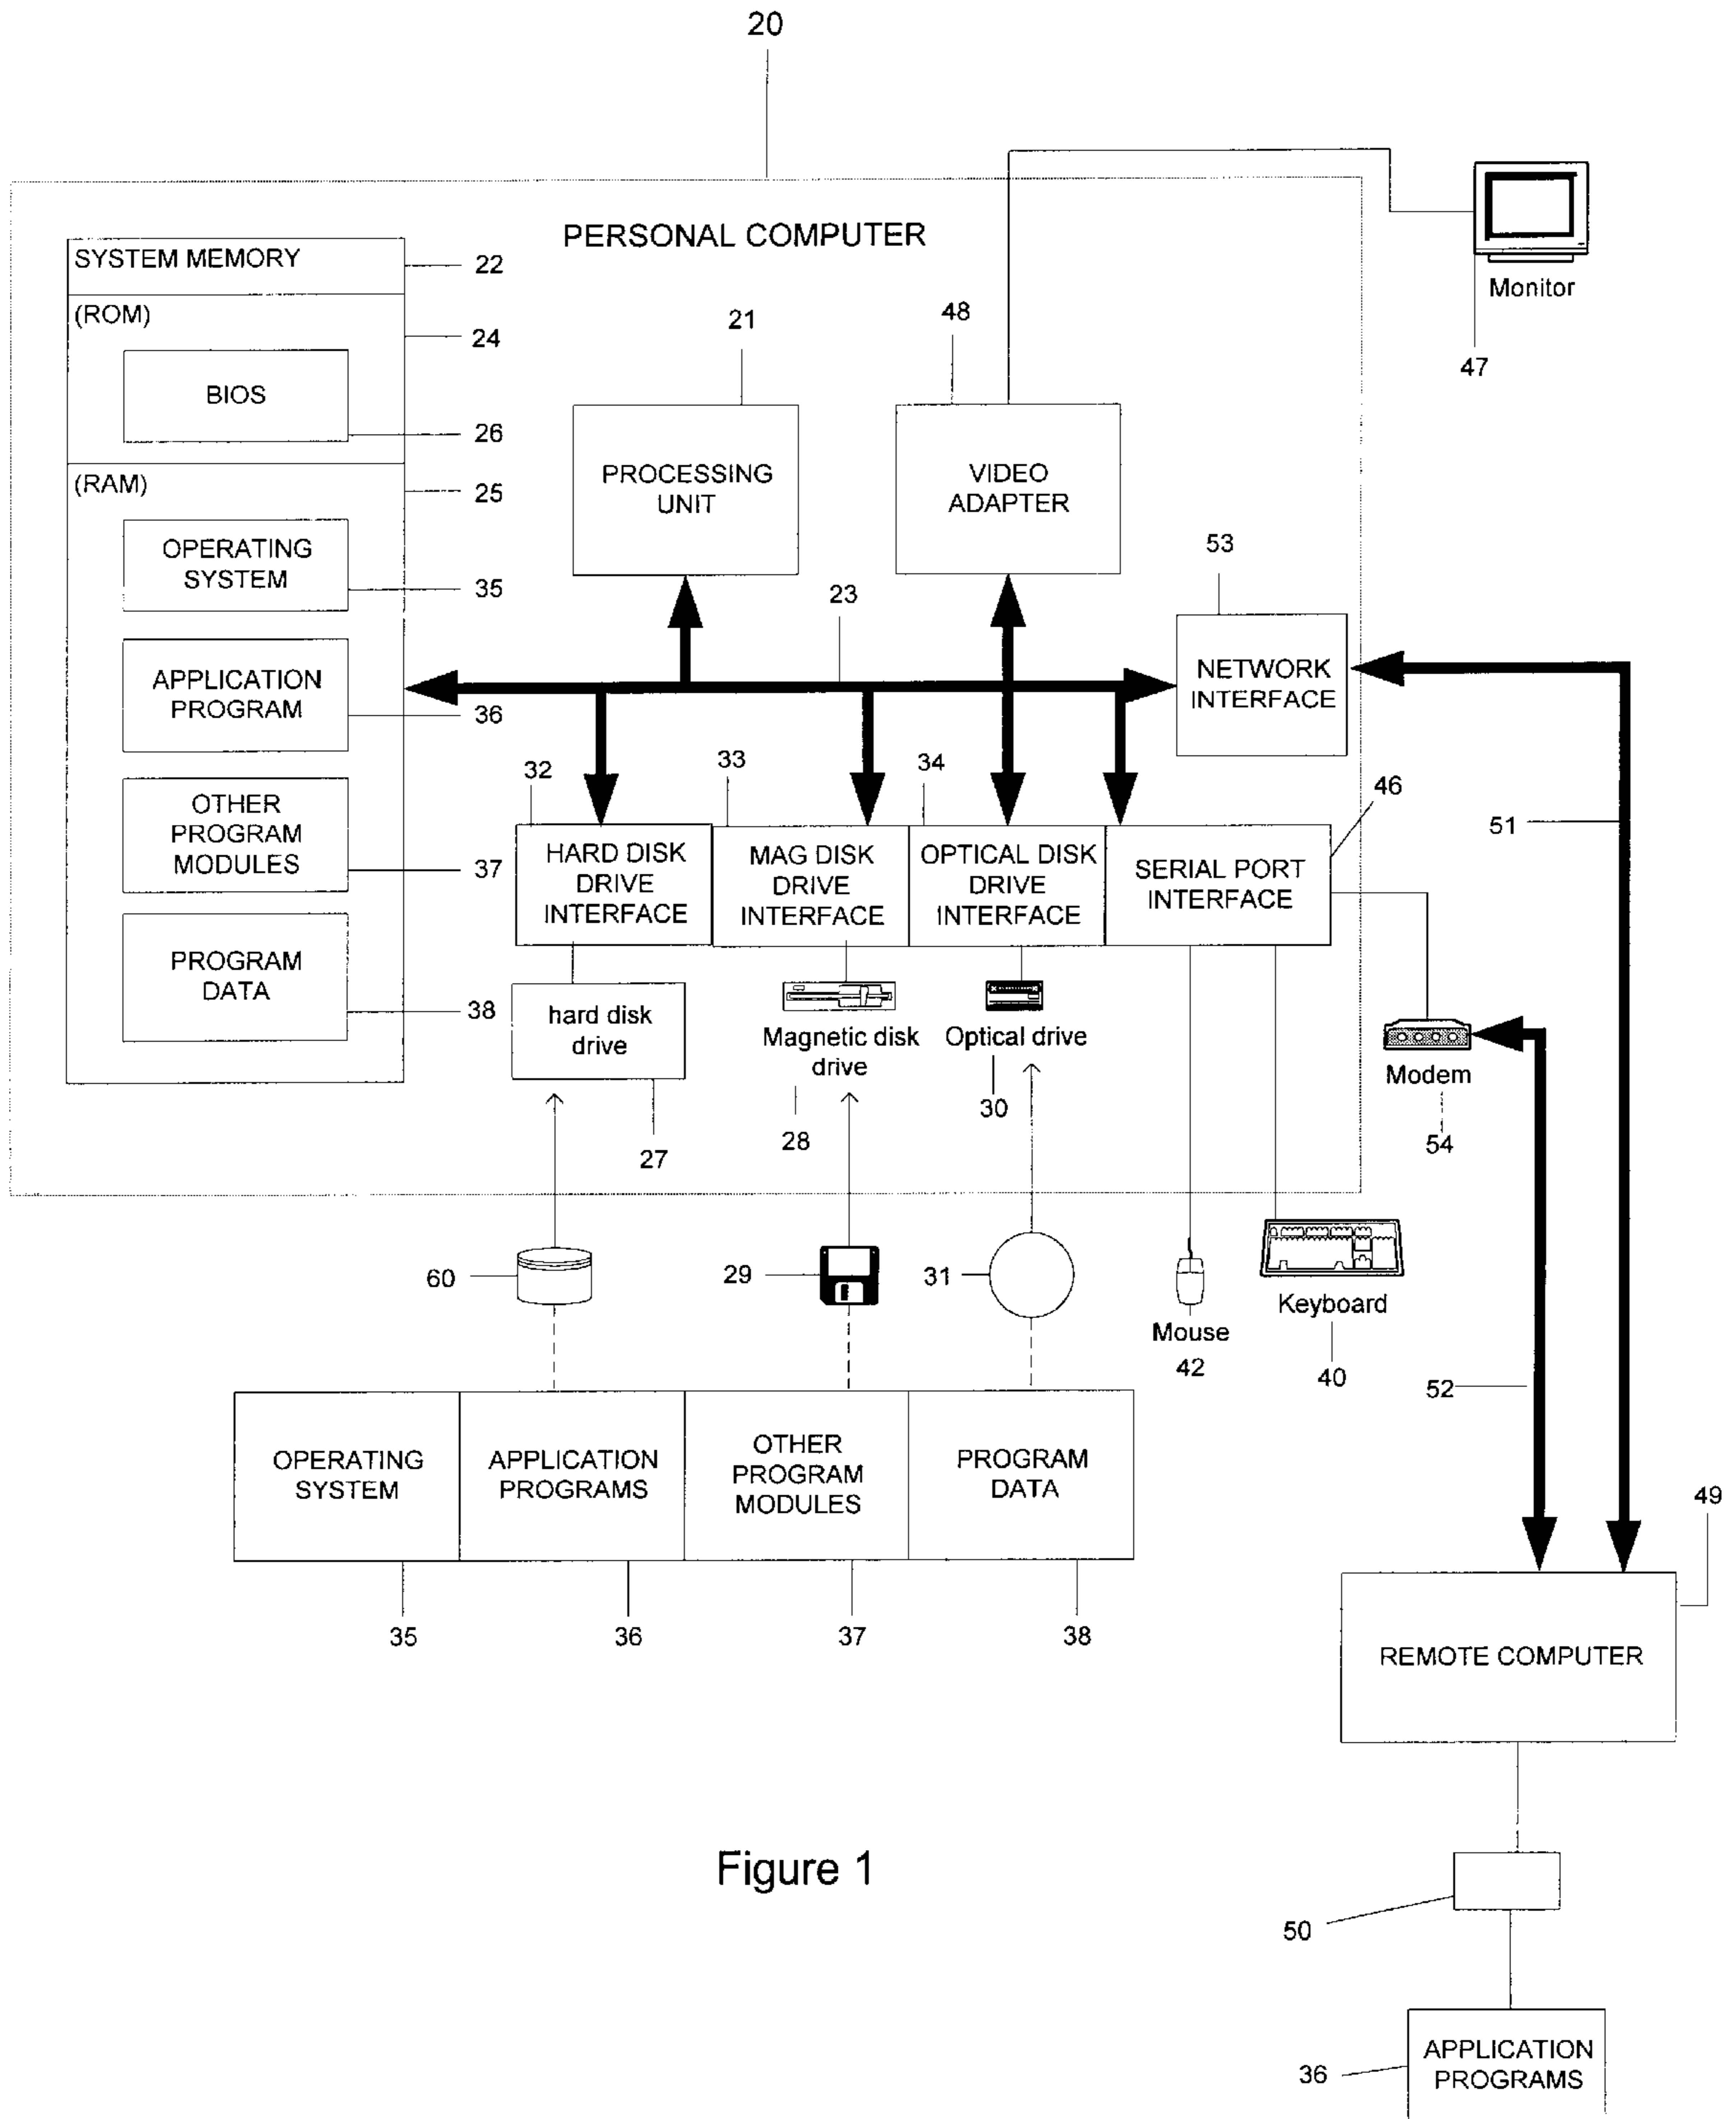 20
PERSONAL COMPUTER
SYSTEM MEMORY
22
(ROM)
24
BIOS
26
(RAM)
25
OPERATING
SYSTEM
35
APPLICATION
PROGRAM
36
OTHER
PROGRAM
MODULES
37
PROGRAM
DATA
38
21
PROCESSING
UNIT
48
VIDEO
ADAPTER
Monitor
47
23
53
NETWORK
INTERFACE
32
HARD DISK
DRIVE
INTERFACE
33
MAG DISK
DRIVE
INTERFACE
34
OPTICAL DISK
DRIVE
INTERFACE
46
SERIAL PORT
INTERFACE
51
hard disk
drive
27
Magnetic disk
drive
28
Optical drive
30
Modem
54
60
29
31
Mouse
42
Keyboard
40
52
OPERATING
SYSTEM
APPLICATION
PROGRAMS
OTHER
PROGRAM
MODULES
PROGRAM
DATA
35
36
37
38
49
REMOTE COMPUTER
Figure 1
50
36
APPLICATION
PROGRAMS